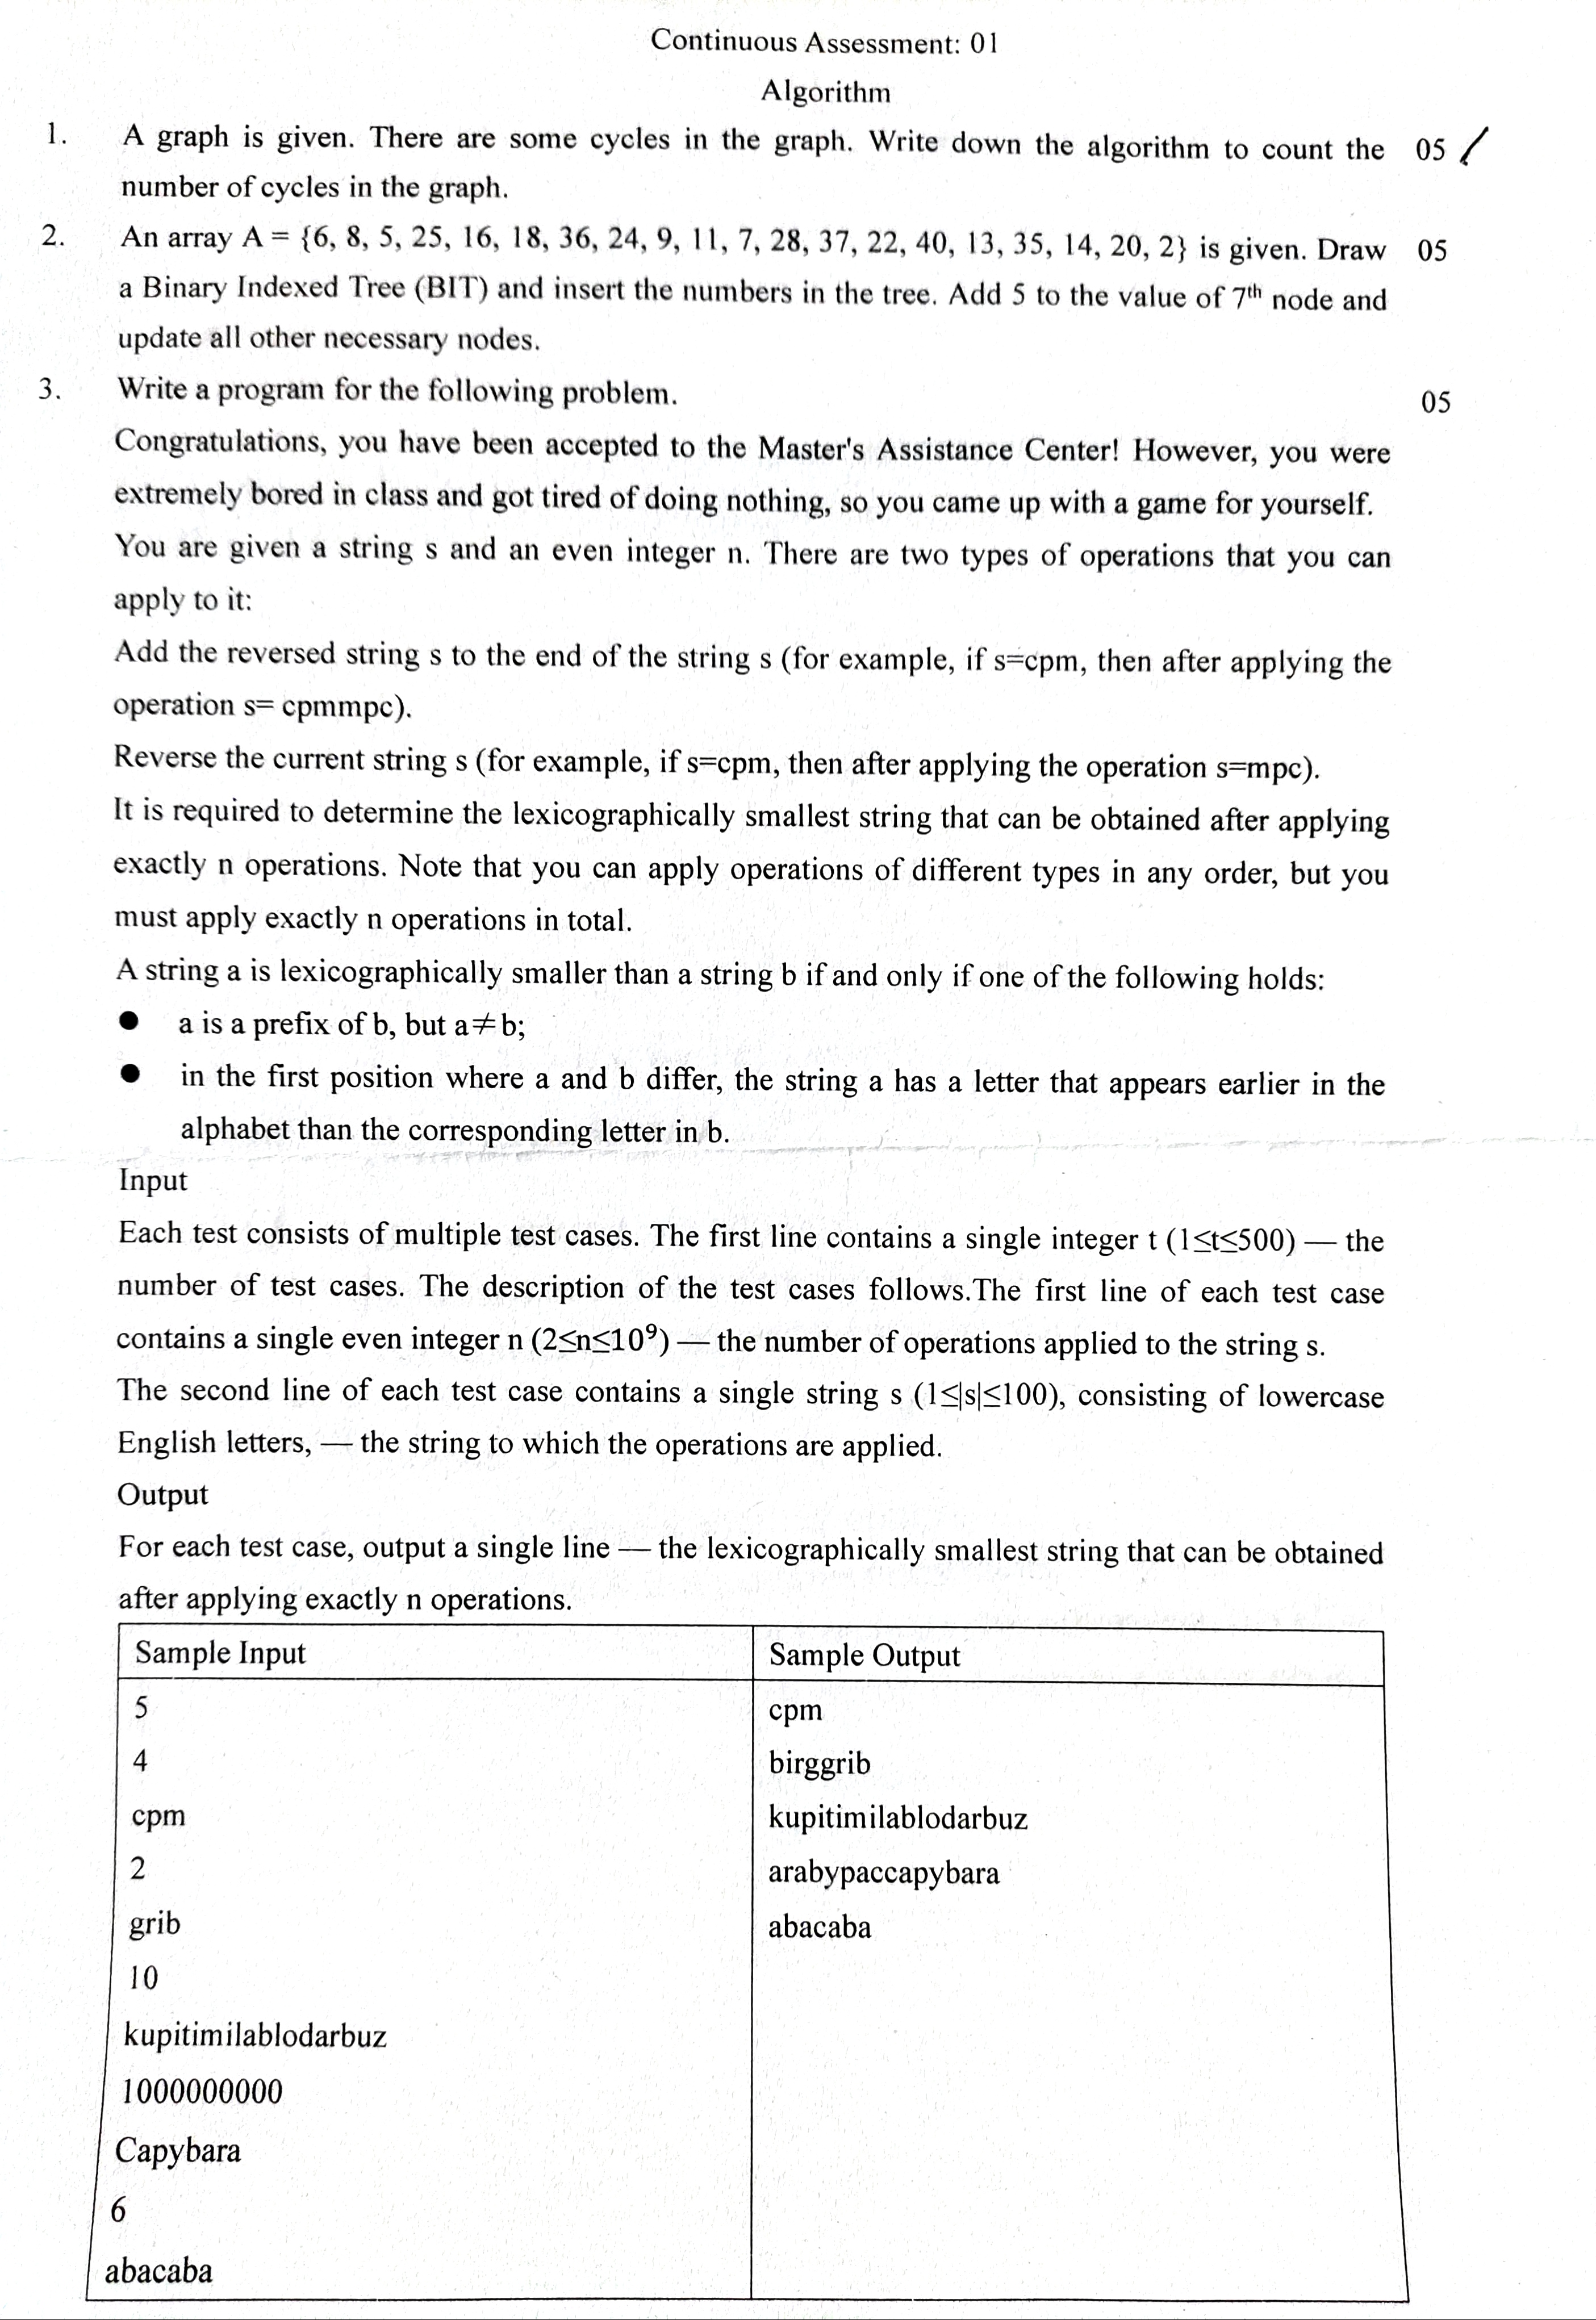 Continuous Assessment: 01
Algorithm
1. A graph is given. There are some cycles in the graph. Write down the algorithm to count the 05 /
number of cycles in the graph.
2. An array A = {6, 8, 5, 25, 16, 18, 36, 24, 9, 11, 7, 28, 37, 22, 40, 13, 35, 14, 20, 2} is given. Draw 05
a Binary Indexed Tree (BIT) and insert the numbers in the tree. Add 5 to the value of 7th node and
update all other necessary nodes.
3. Write a program for the following problem. 05
Congratulations, you have been accepted to the Master's Assistance Center! However, you were
extremely bored in class and got tired of doing nothing, so you came up with a game for yourself.
You are given a string s and an even integer n. There are two types of operations that you can
apply to it:
Add the reversed string s to the end of the string s (for example, if s=cpm, then after applying the
operation s= cpmmpc).
Reverse the current string s (for example, if s=cpm, then after applying the operation s=mpc).
It is required to determine the lexicographically smallest string that can be obtained after applying
exactly n operations. Note that you can apply operations of different types in any order, but you
must apply exactly n operations in total.
A string a is lexicographically smaller than a string b if and only if one of the following holds:
● a is a prefix of b, but a≠b;
● in the first position where a and b differ, the string a has a letter that appears earlier in the
alphabet than the corresponding letter in b.
Input
Each test consists of multiple test cases. The first line contains a single integer t (1≤t≤500) — the
number of test cases. The description of the test cases follows.The first line of each test case
contains a single even integer n (2≤n≤10⁹) — the number of operations applied to the string s.
The second line of each test case contains a single string s (1≤|s|≤100), consisting of lowercase
English letters, — the string to which the operations are applied.
Output
For each test case, output a single line — the lexicographically smallest string that can be obtained
after applying exactly n operations.
Sample Input Sample Output
5 cpm
4 birggrib
cpm kupitimilablodarbuz
2 arabypaccapybara
grib abacaba
10
kupitimilablodarbuz
1000000000
Capybara
6
abacaba